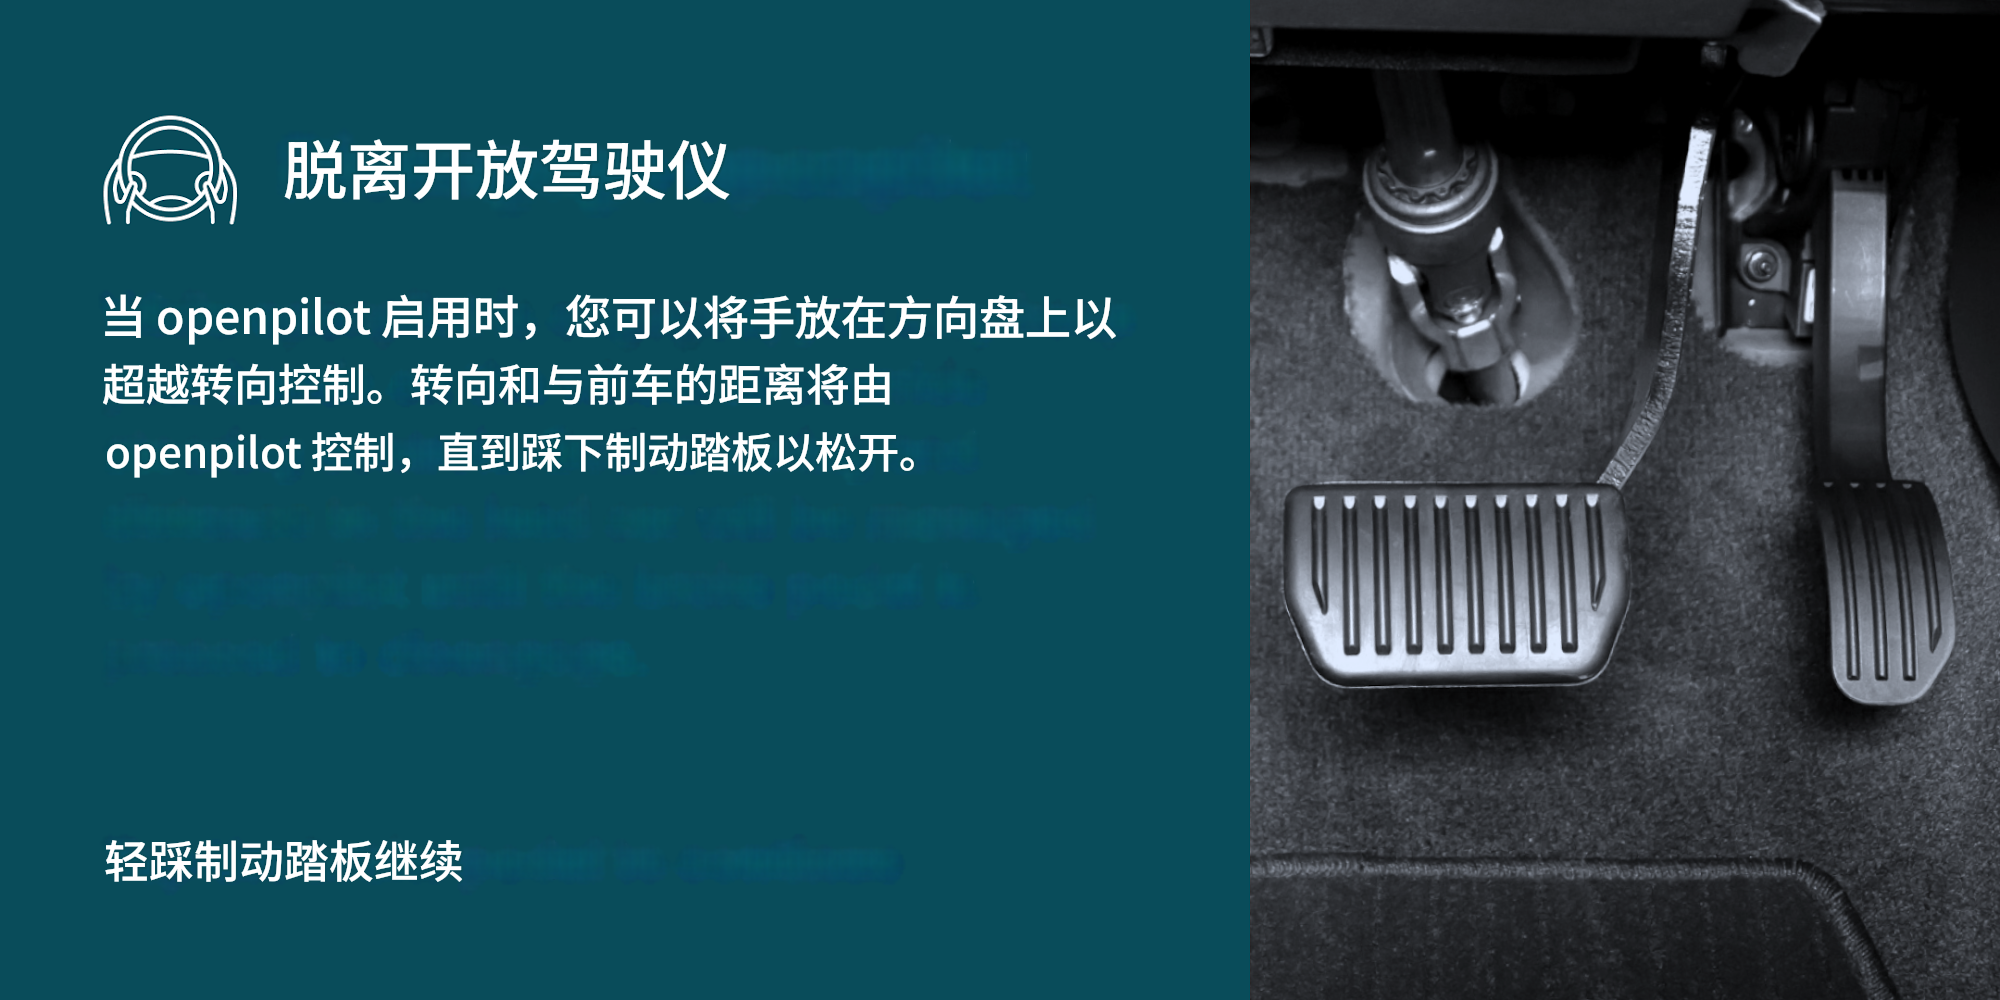 脱离开放驾驶仪
当 openpilot 启用时，您可以将手放在方向盘上以
超越转向控制。转向和与前车的距离将由
openpilot 控制，直到踩下制动踏板以松开。
轻踩制动踏板继续